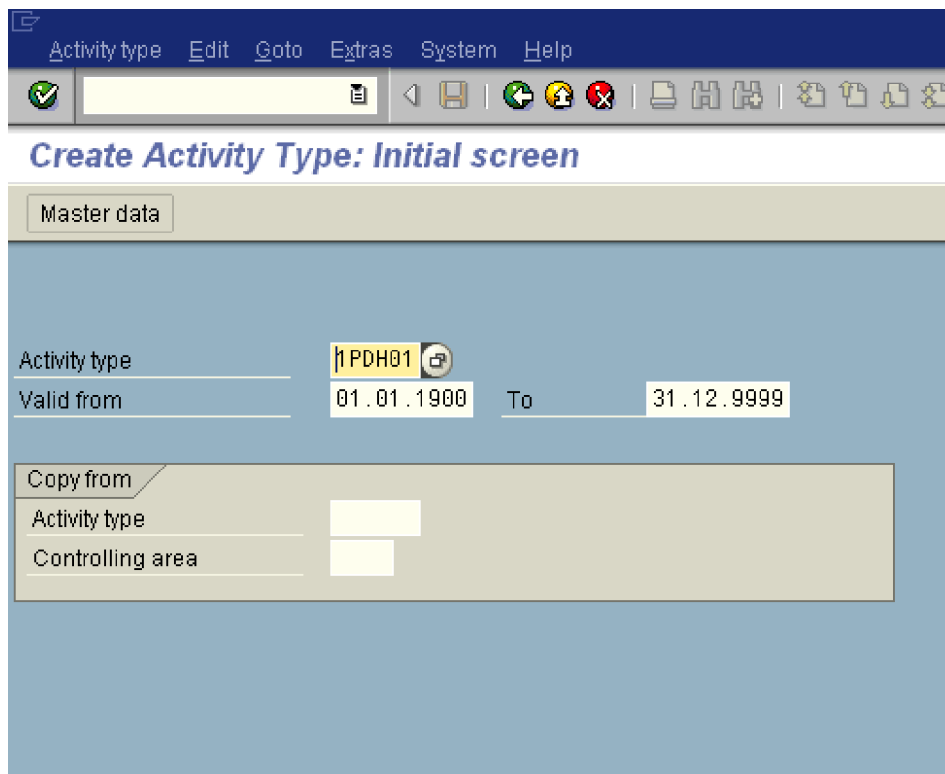 Activity type Edit Goto Extras System Help
Create Activity Type: Initial screen
Master data
Activity type 1PDH01
Valid from 01.01.1900 To 31.12.9999
Copy from
Activity type
Controlling area